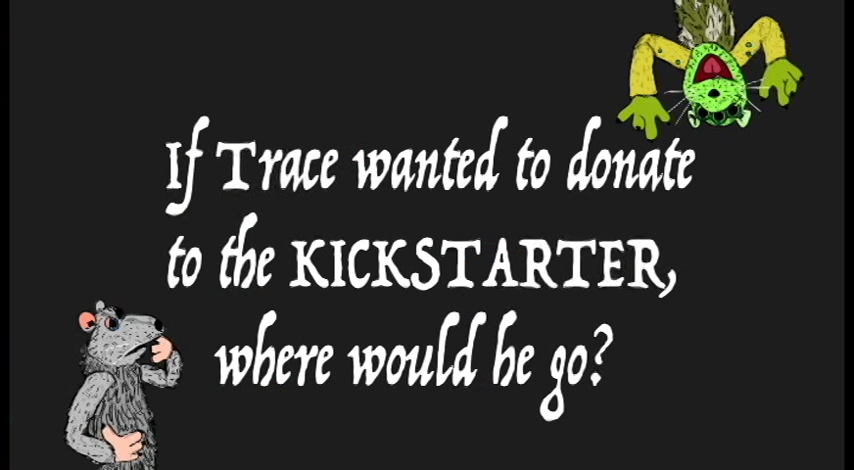 If Trace wanted to donate
to the KICKSTARTER,
where would he go?